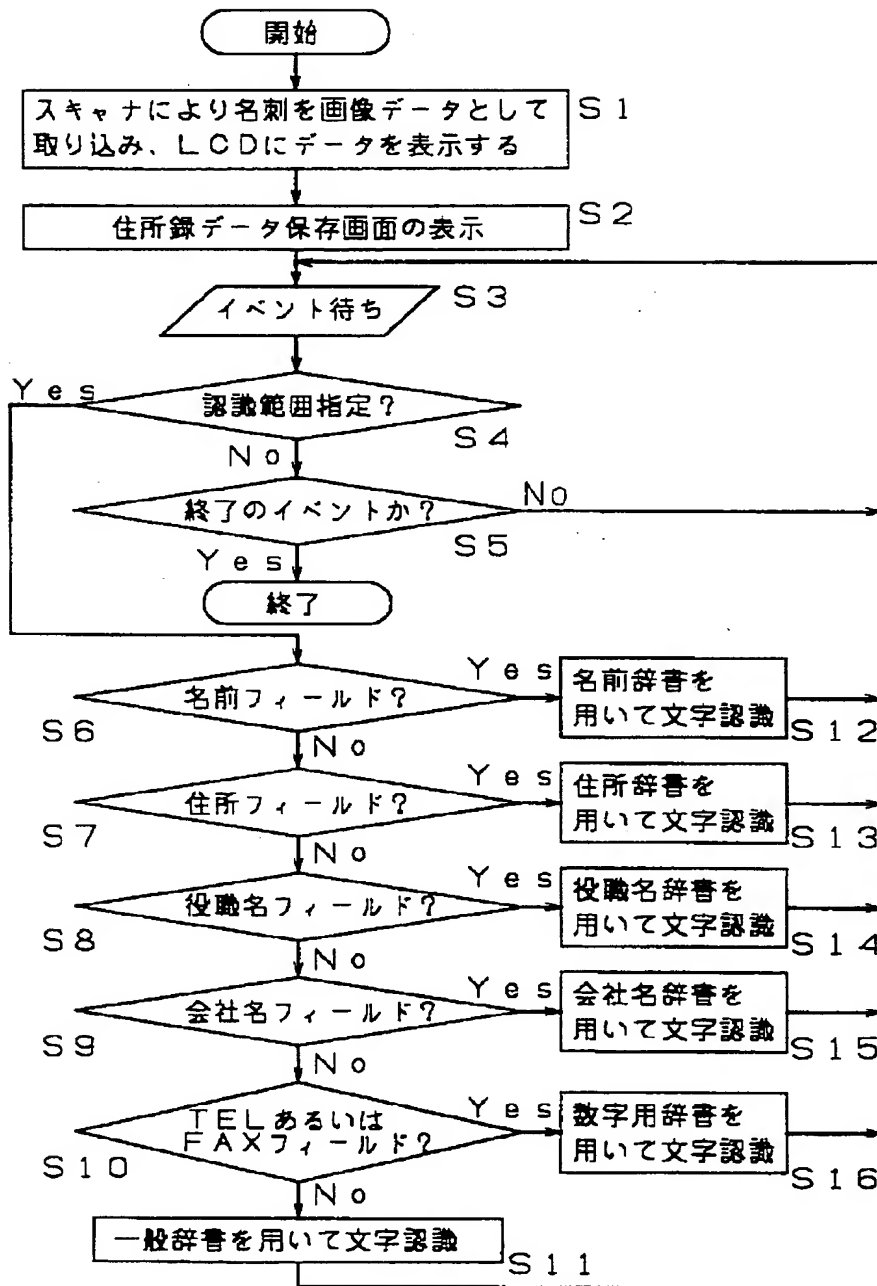 開始
スキャナにより名刺を画像データとして
取り込み、LCDにデータを表示する
S1
住所録データ保存画面の表示
S2
イベント待ち
S3
Yes
認識範囲指定?
S4
No
終了のイベントか?
No
S5
Yes
終了
名前フィールド?
Yes
名前辞書を
用いて文字認識
S6
S12
No
住所フィールド?
Yes
住所辞書を
用いて文字認識
S7
S13
No
役職名フィールド?
Yes
役職名辞書を
用いて文字認識
S8
S14
No
会社名フィールド?
Yes
会社名辞書を
用いて文字認識
S9
S15
No
TELあるいは
FAXフィールド?
Yes
数字用辞書を
用いて文字認識
S10
S16
No
一般辞書を用いて文字認識
S11